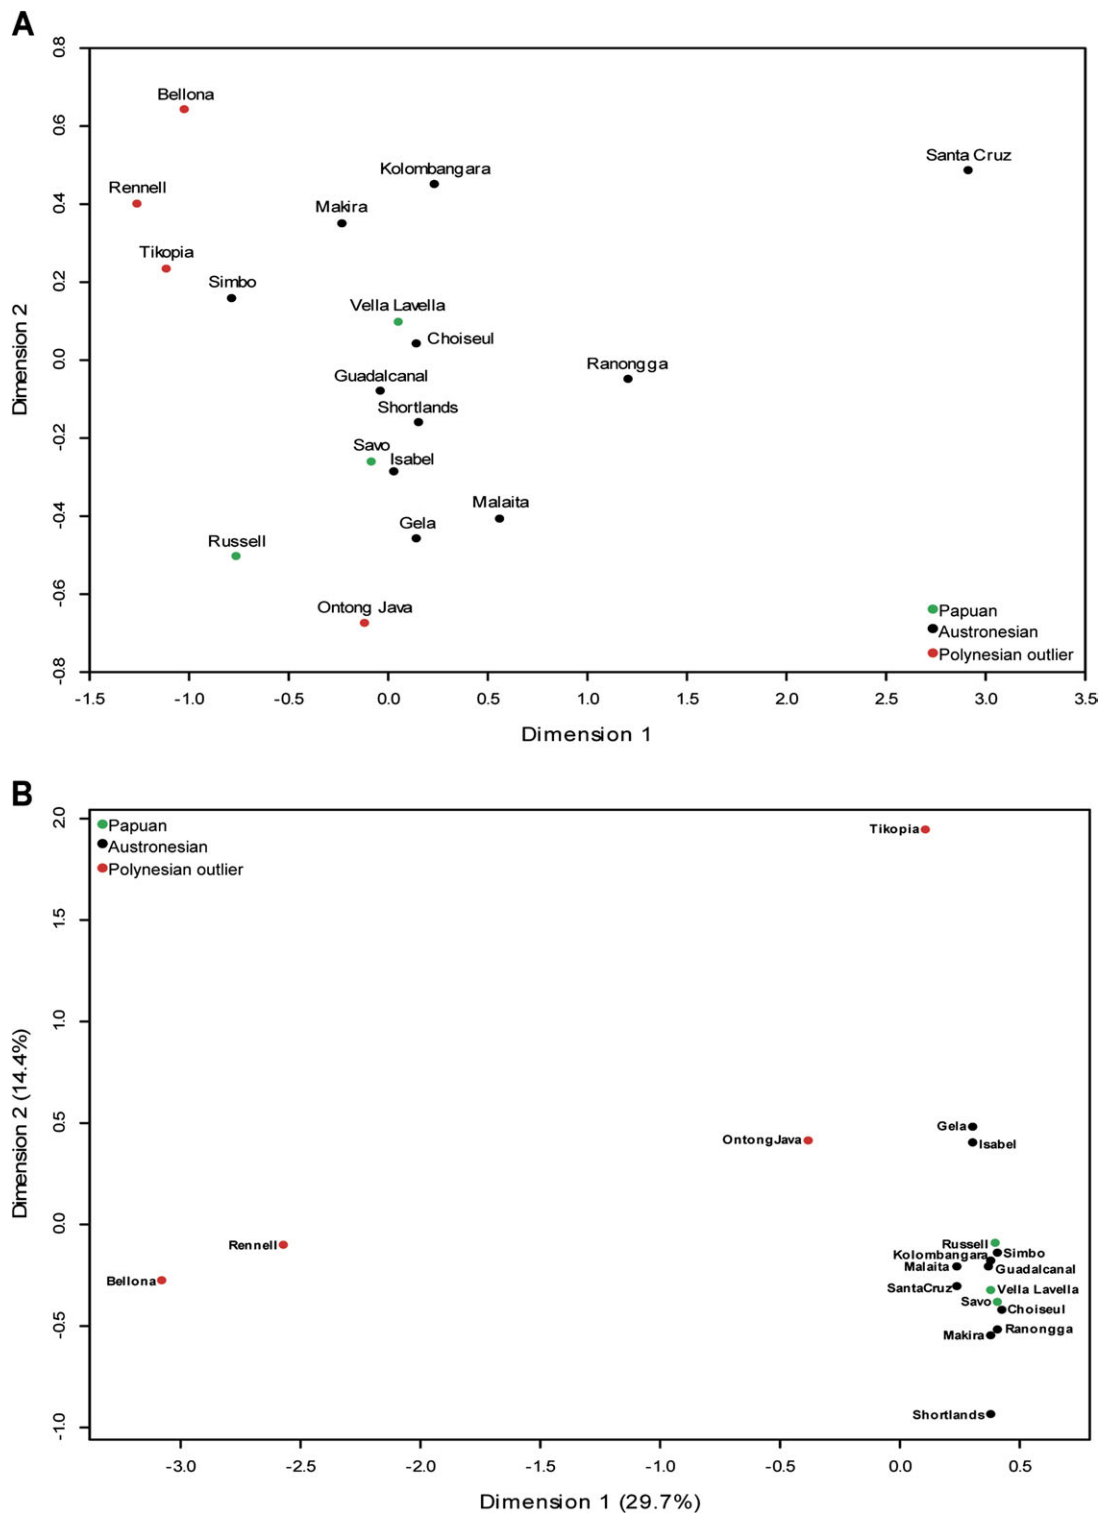 A
0.8
0.6
0.4
0.2
0.0
-0.2
-0.4
-0.6
-0.8
Dimension 2
Bellona
Santa Cruz
Kolombangara
Rennell
Makira
Tikopia
Simbo
Vella Lavella
Choiseul
Ranongga
Guadalcanal
Shortlands
Savo
Isabel
Malaita
Gela
Russell
Ontong Java
Papuan
Austronesian
Polynesian outlier
-1.5 -1.0 -0.5 0.0 0.5 1.0 1.5 2.0 2.5 3.0 3.5
Dimension 1
B
2.0
1.5
1.0
0.5
0.0
-0.5
-1.0
Dimension 2 (14.4%)
Papuan
Austronesian
Polynesian outlier
Tikopia
Gela
OntongJava
Isabel
Rennell
Russell
Simbo
Kolombangara
Malaita
Guadalcanal
Bellona
SantaCruz
Vella Lavella
Savo
Choiseul
Ranongga
Makira
Shortlands
-3.0 -2.5 -2.0 -1.5 -1.0 -0.5 0.0 0.5
Dimension 1 (29.7%)